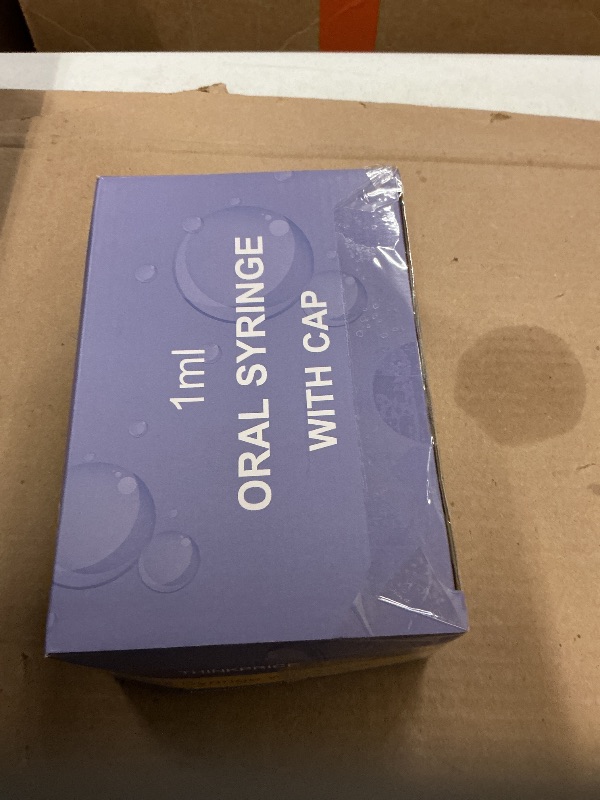 1ml
ORAL SYRINGE
WITH CAP